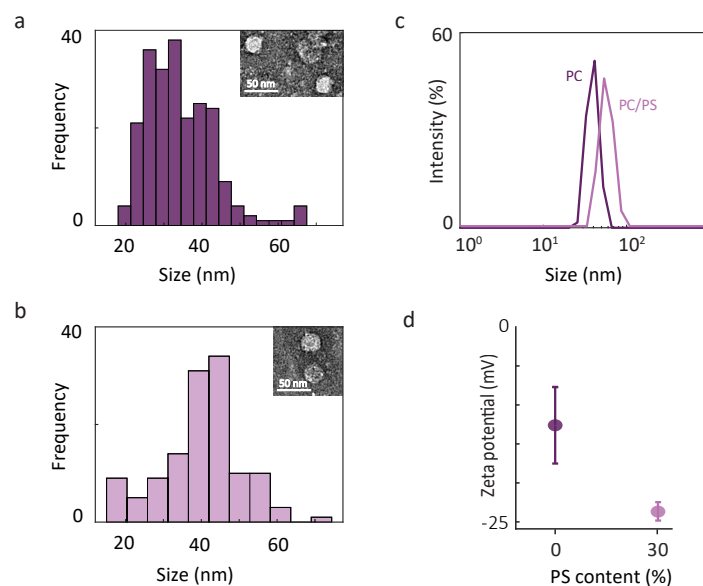 a
40
Frequency
0
20 40 60
Size (nm)
50 nm
b
40
Frequency
0
20 40 60
Size (nm)
50 nm
c
60
Intensity (%)
0
10⁰ 10¹ 10²
Size (nm)
PC
PC/PS
d
0
Zeta potential (mV)
-25
0 30
PS content (%)